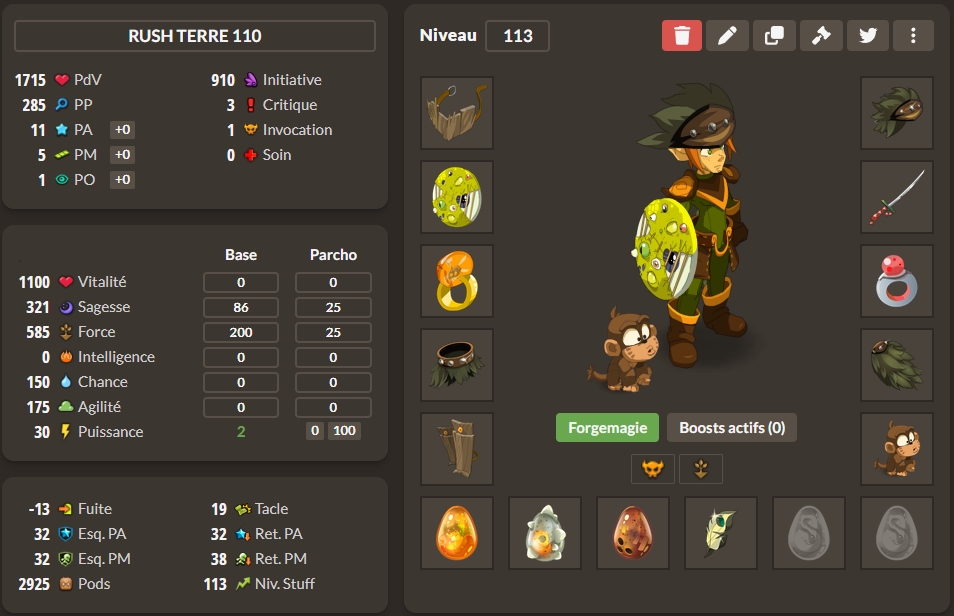 RUSH TERRE 110
1715 PdV
910 Initiative
285 PP
3 Critique
11 PA +0
1 Invocation
5 PM +0
0 Soin
1 PO +0
Base Parcho
1100 Vitalité 0 0
321 Sagesse 86 25
585 Force 200 25
0 Intelligence 0 0
150 Chance 0 0
175 Agilité 0 0
30 Puissance 2 0 100
-13 Fuite
19 Tacle
32 Esq. PA
32 Ret. PA
32 Esq. PM
38 Ret. PM
2925 Pods
113 Niv. Stuff
Niveau 113
Forgemagie
Boosts actifs (0)